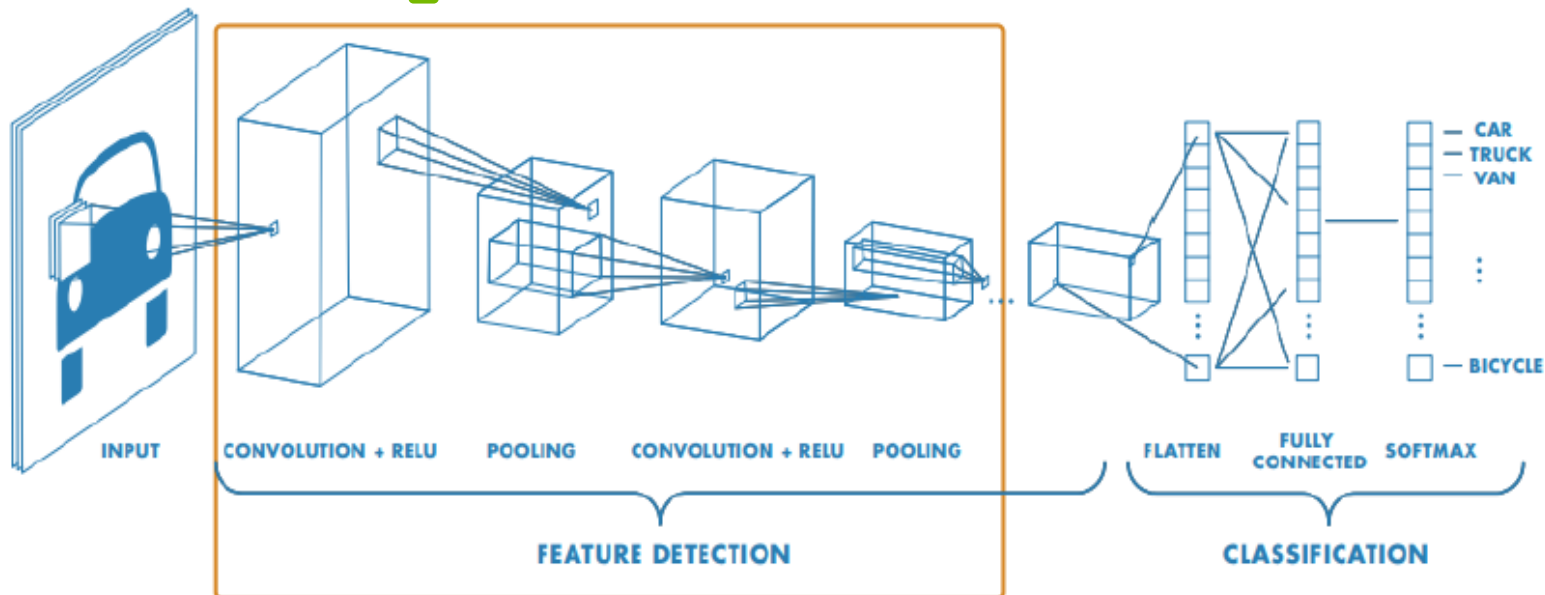 CAR
TRUCK
VAN
BICYCLE
INPUT
CONVOLUTION + RELU
POOLING
CONVOLUTION + RELU
POOLING
FLATTEN
FULLY
CONNECTED
SOFTMAX
FEATURE DETECTION
CLASSIFICATION